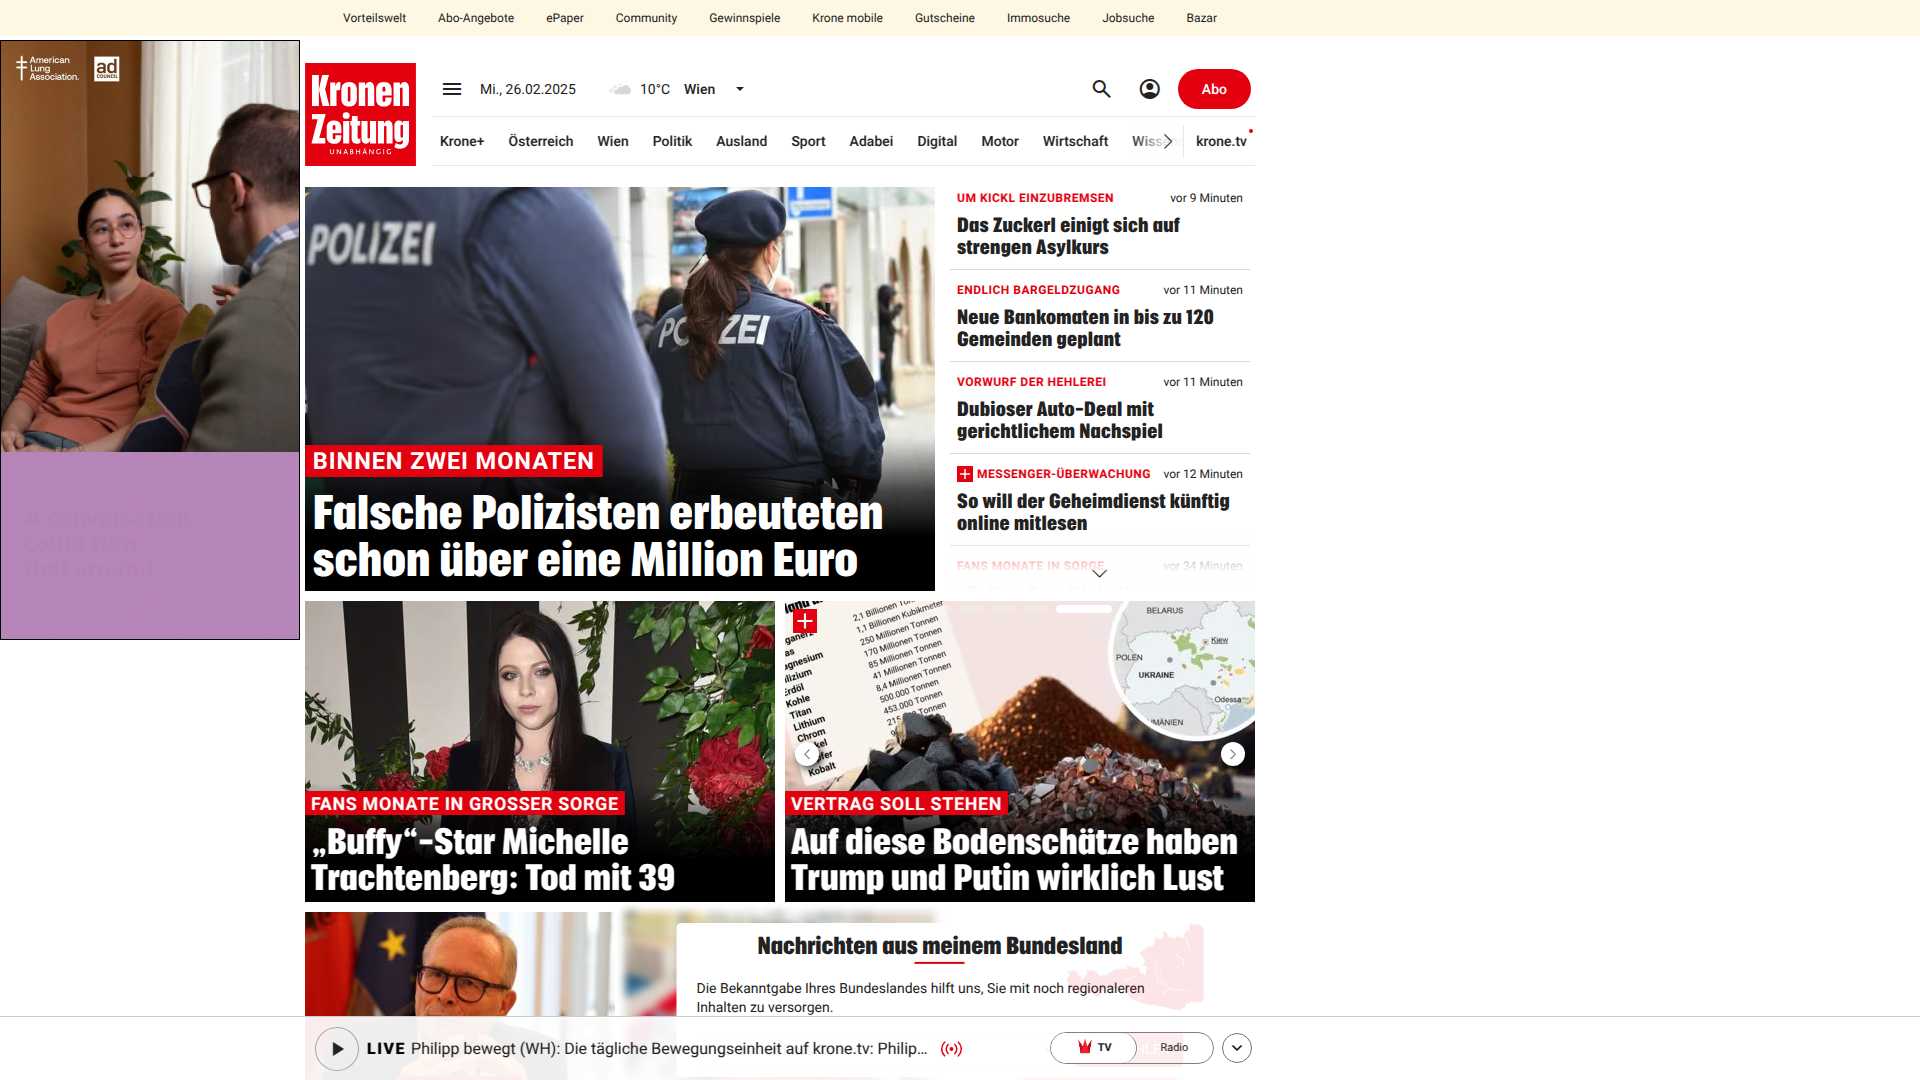 Vorteilswelt Abo-Angebote ePaper Community Gewinnspiele Krone mobile Gutscheine Immosuche Jobsuche Bazar
American
Lung
Association.
ad
COUNCIL
Kronen
Zeitung
UNABHÄNGIG
Mi., 26.02.2025 10°C Wien
Abo
Krone+ Österreich Wien Politik Ausland Sport Adabei Digital Motor Wirtschaft krone.tv
POLIZEI
BINNEN ZWEI MONATEN
Falsche Polizisten erbeuteten
schon über eine Million Euro
UM KICKL EINZUBREMSEN vor 9 Minuten
Das Zuckerl einigt sich auf
strengen Asylkurs
ENDLICH BARGELDZUGANG vor 11 Minuten
Neue Bankomaten in bis zu 120
Gemeinden geplant
VORWURF DER HEHLEREI vor 11 Minuten
Dubioser Auto-Deal mit
gerichtlichem Nachspiel
MESSENGER-ÜBERWACHUNG vor 12 Minuten
So will der Geheimdienst künftig
online mitlesen
FANS MONATE IN SORGE vor 34 Minuten
FANS MONATE IN GROSSER SORGE
„Buffy“-Star Michelle
Trachtenberg: Tod mit 39
2,1 Billionen
1,1 Billionen Kubikmeter
250 Millionen Tonnen
170 Millionen Tonnen
85 Millionen Tonnen
41 Millionen Tonnen
8,4 Millionen Tonnen
500.000 Tonnen
453.000 Tonnen
Erdöl
Kohle
Titan
Lithium
Chrom
Kobalt
BELARUS
Kiew
POLEN
UKRAINE
Odessa
VERTRAG SOLL STEHEN
Auf diese Bodenschätze haben
Trump und Putin wirklich Lust
Nachrichten aus meinem Bundesland
Die Bekanntgabe Ihres Bundeslandes hilft uns, Sie mit noch regionaleren
Inhalten zu versorgen.
LIVE Philipp bewegt (WH): Die tägliche Bewegungseinheit auf krone.tv: Philip...
TV Radio